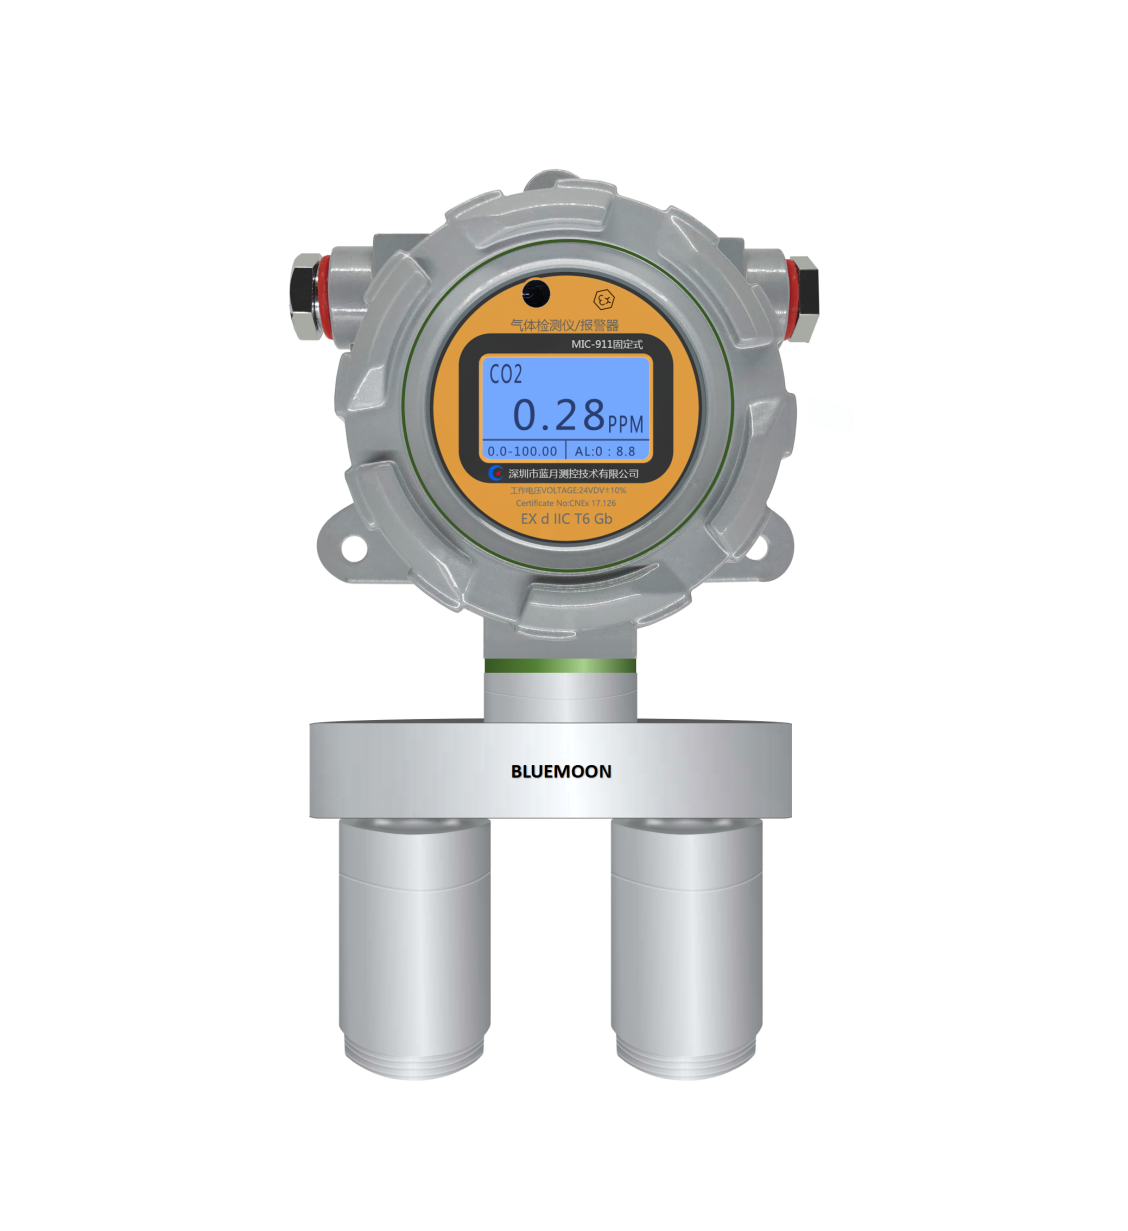 Ex
气体检测仪/报警器
MIC-911固定式
CO2
0.28PPM
0.0-100.00 AL:0 : 8.8
深圳市蓝月测控技术有限公司
工作电压VOLTAGE:24VDV±10%
Certificate No:CNEx 17.126
EX d IIC T6 Gb
BLUEMOON